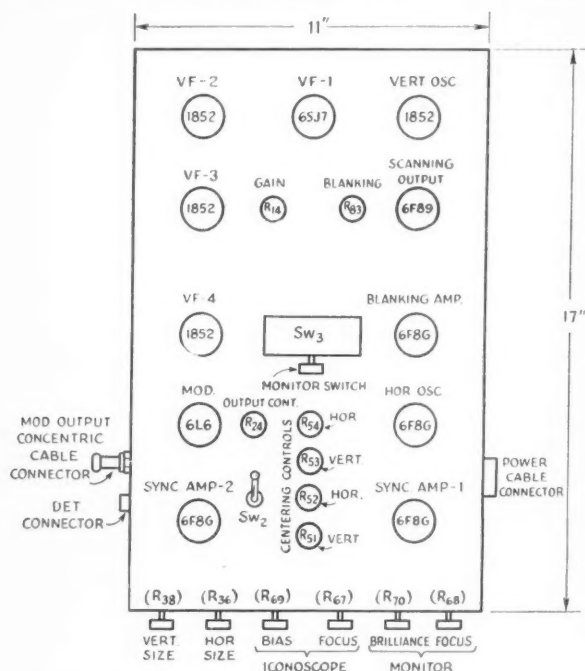 11"
VF-2 VF-1 VERT OSC
1852 6SJ7 1852
VF-3 GAIN BLANKING SCANNING OUTPUT
1852 R14 R83 6F89
VF-4 BLANKING AMP.
1852 Sw3 6F8G
17"
MONITOR SWITCH
MOD. OUTPUT CONT. HOR OSC
6L6 R24 R54 HOR 6F8G
CENTERING CONTROLS
R53 VERT.
R52 HOR.
R51 VERT
MOD OUTPUT
CONCENTRIC
CABLE
CONNECTOR
POWER
CABLE
CONNECTOR
DET
CONNECTOR
SYNC AMP-2 Sw2 SYNC AMP-1
6F8G 6F8G
(R38) (R36) (R69) (R67) (R70) (R68)
VERT. HOR BIAS FOCUS BRILLIANCE FOCUS
SIZE SIZE
ICONOSCOPE MONITOR